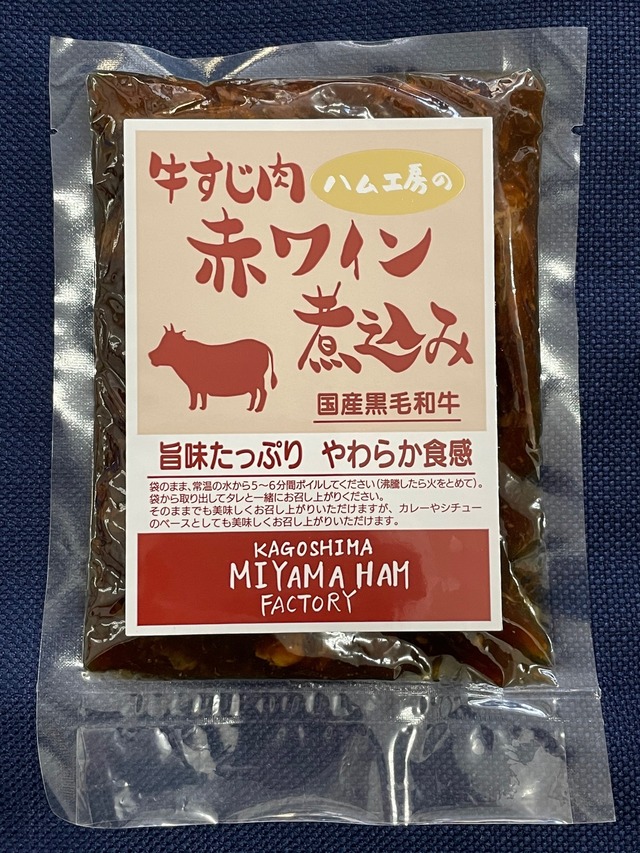 牛すじ肉 ハム工房の
赤ワイン
煮込み
国産黒毛和牛
旨味たっぷり やわらか食感
袋のまま、常温の水から5～6分間ボイルしてください（沸騰したら火をとめて）。
袋から取り出してタレと一緒にお召し上がりください。
そのままでも美味しくお召し上がりいただけますが、カレーやシチュー
のベースとしても美味しくお召し上がりいただけます。
KAGOSHIMA
MIYAMA HAM
FACTORY